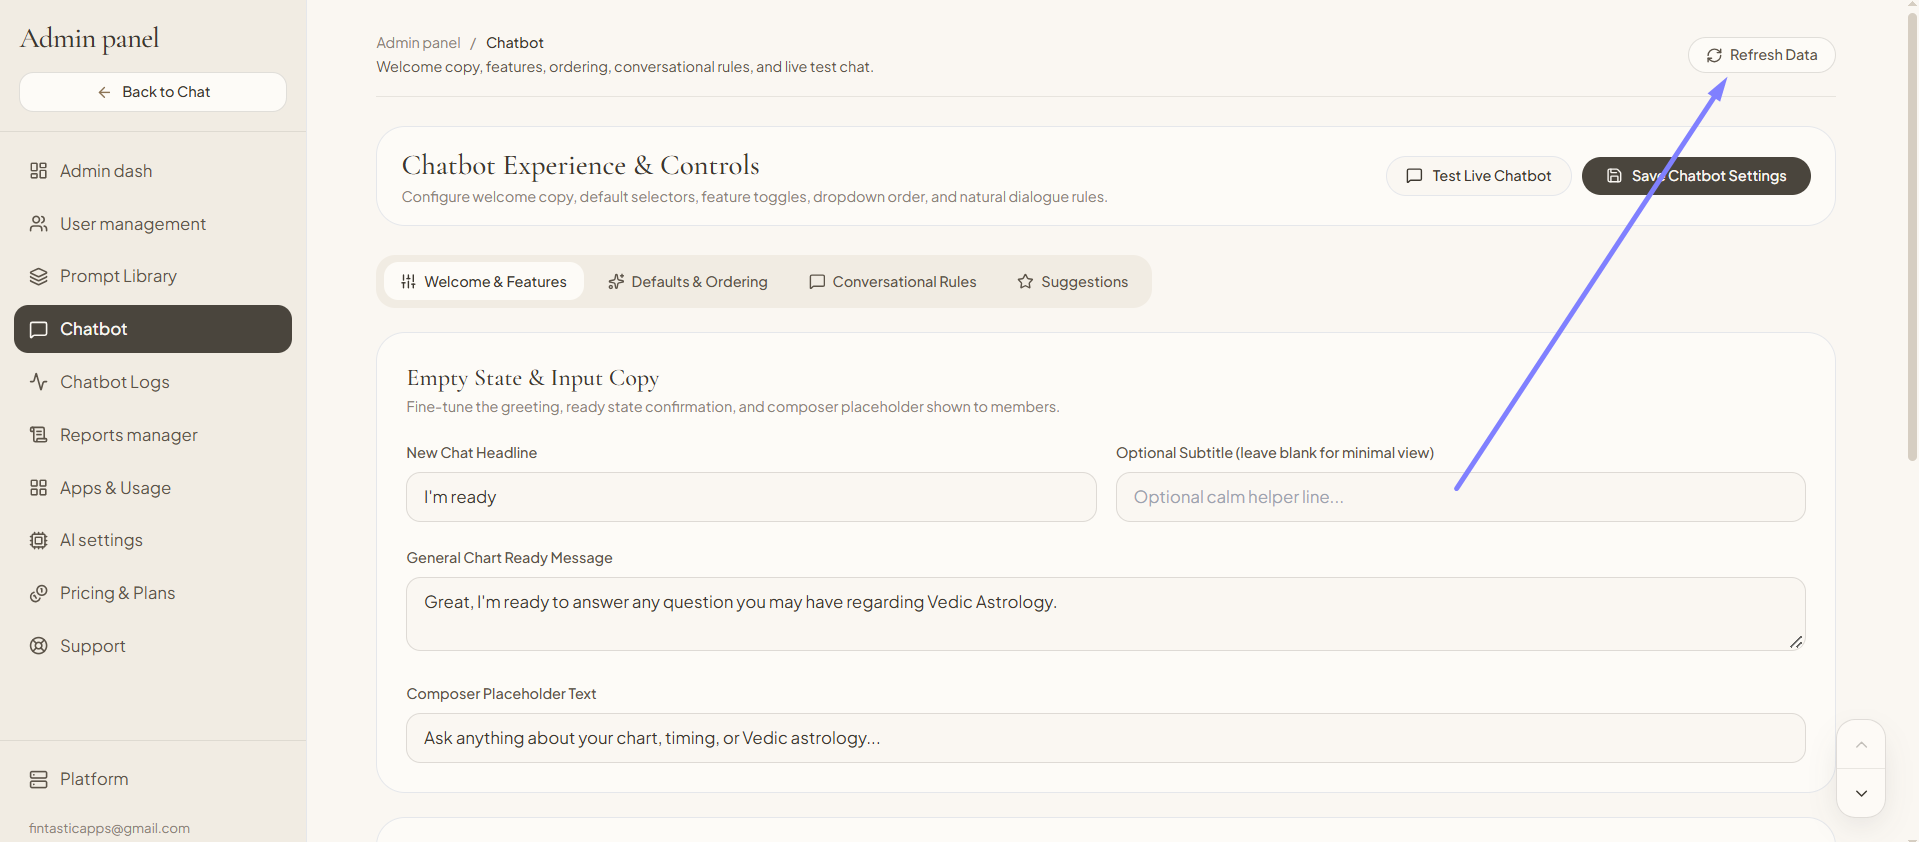 Admin panel
Back to Chat
Admin dash
User management
Prompt Library
Chatbot
Chatbot Logs
Reports manager
Apps & Usage
AI settings
Pricing & Plans
Support
Platform
fintasticapps@gmail.com
Admin panel / Chatbot
Welcome copy, features, ordering, conversational rules, and live test chat.
Refresh Data
Chatbot Experience & Controls
Configure welcome copy, default selectors, feature toggles, dropdown order, and natural dialogue rules.
Test Live Chatbot
Save Chatbot Settings
Welcome & Features
Defaults & Ordering
Conversational Rules
Suggestions
Empty State & Input Copy
Fine-tune the greeting, ready state confirmation, and composer placeholder shown to members.
New Chat Headline
I'm ready
Optional Subtitle (leave blank for minimal view)
Optional calm helper line...
General Chart Ready Message
Great, I'm ready to answer any question you may have regarding Vedic Astrology.
Composer Placeholder Text
Ask anything about your chart, timing, or Vedic astrology...